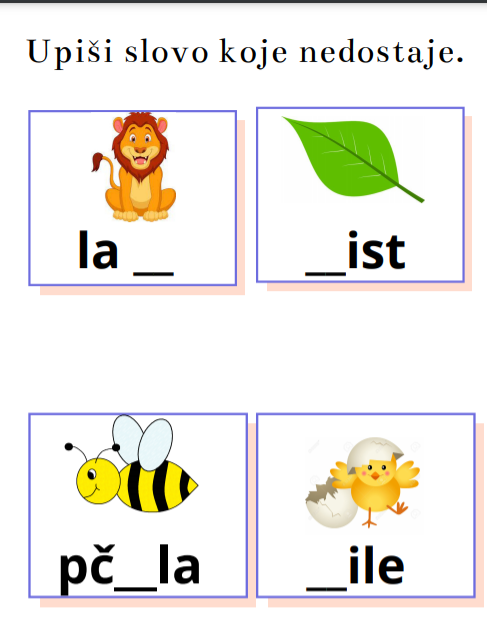 Upiši slovo koje nedostaje.
la __
__ist
pč__la
__ile